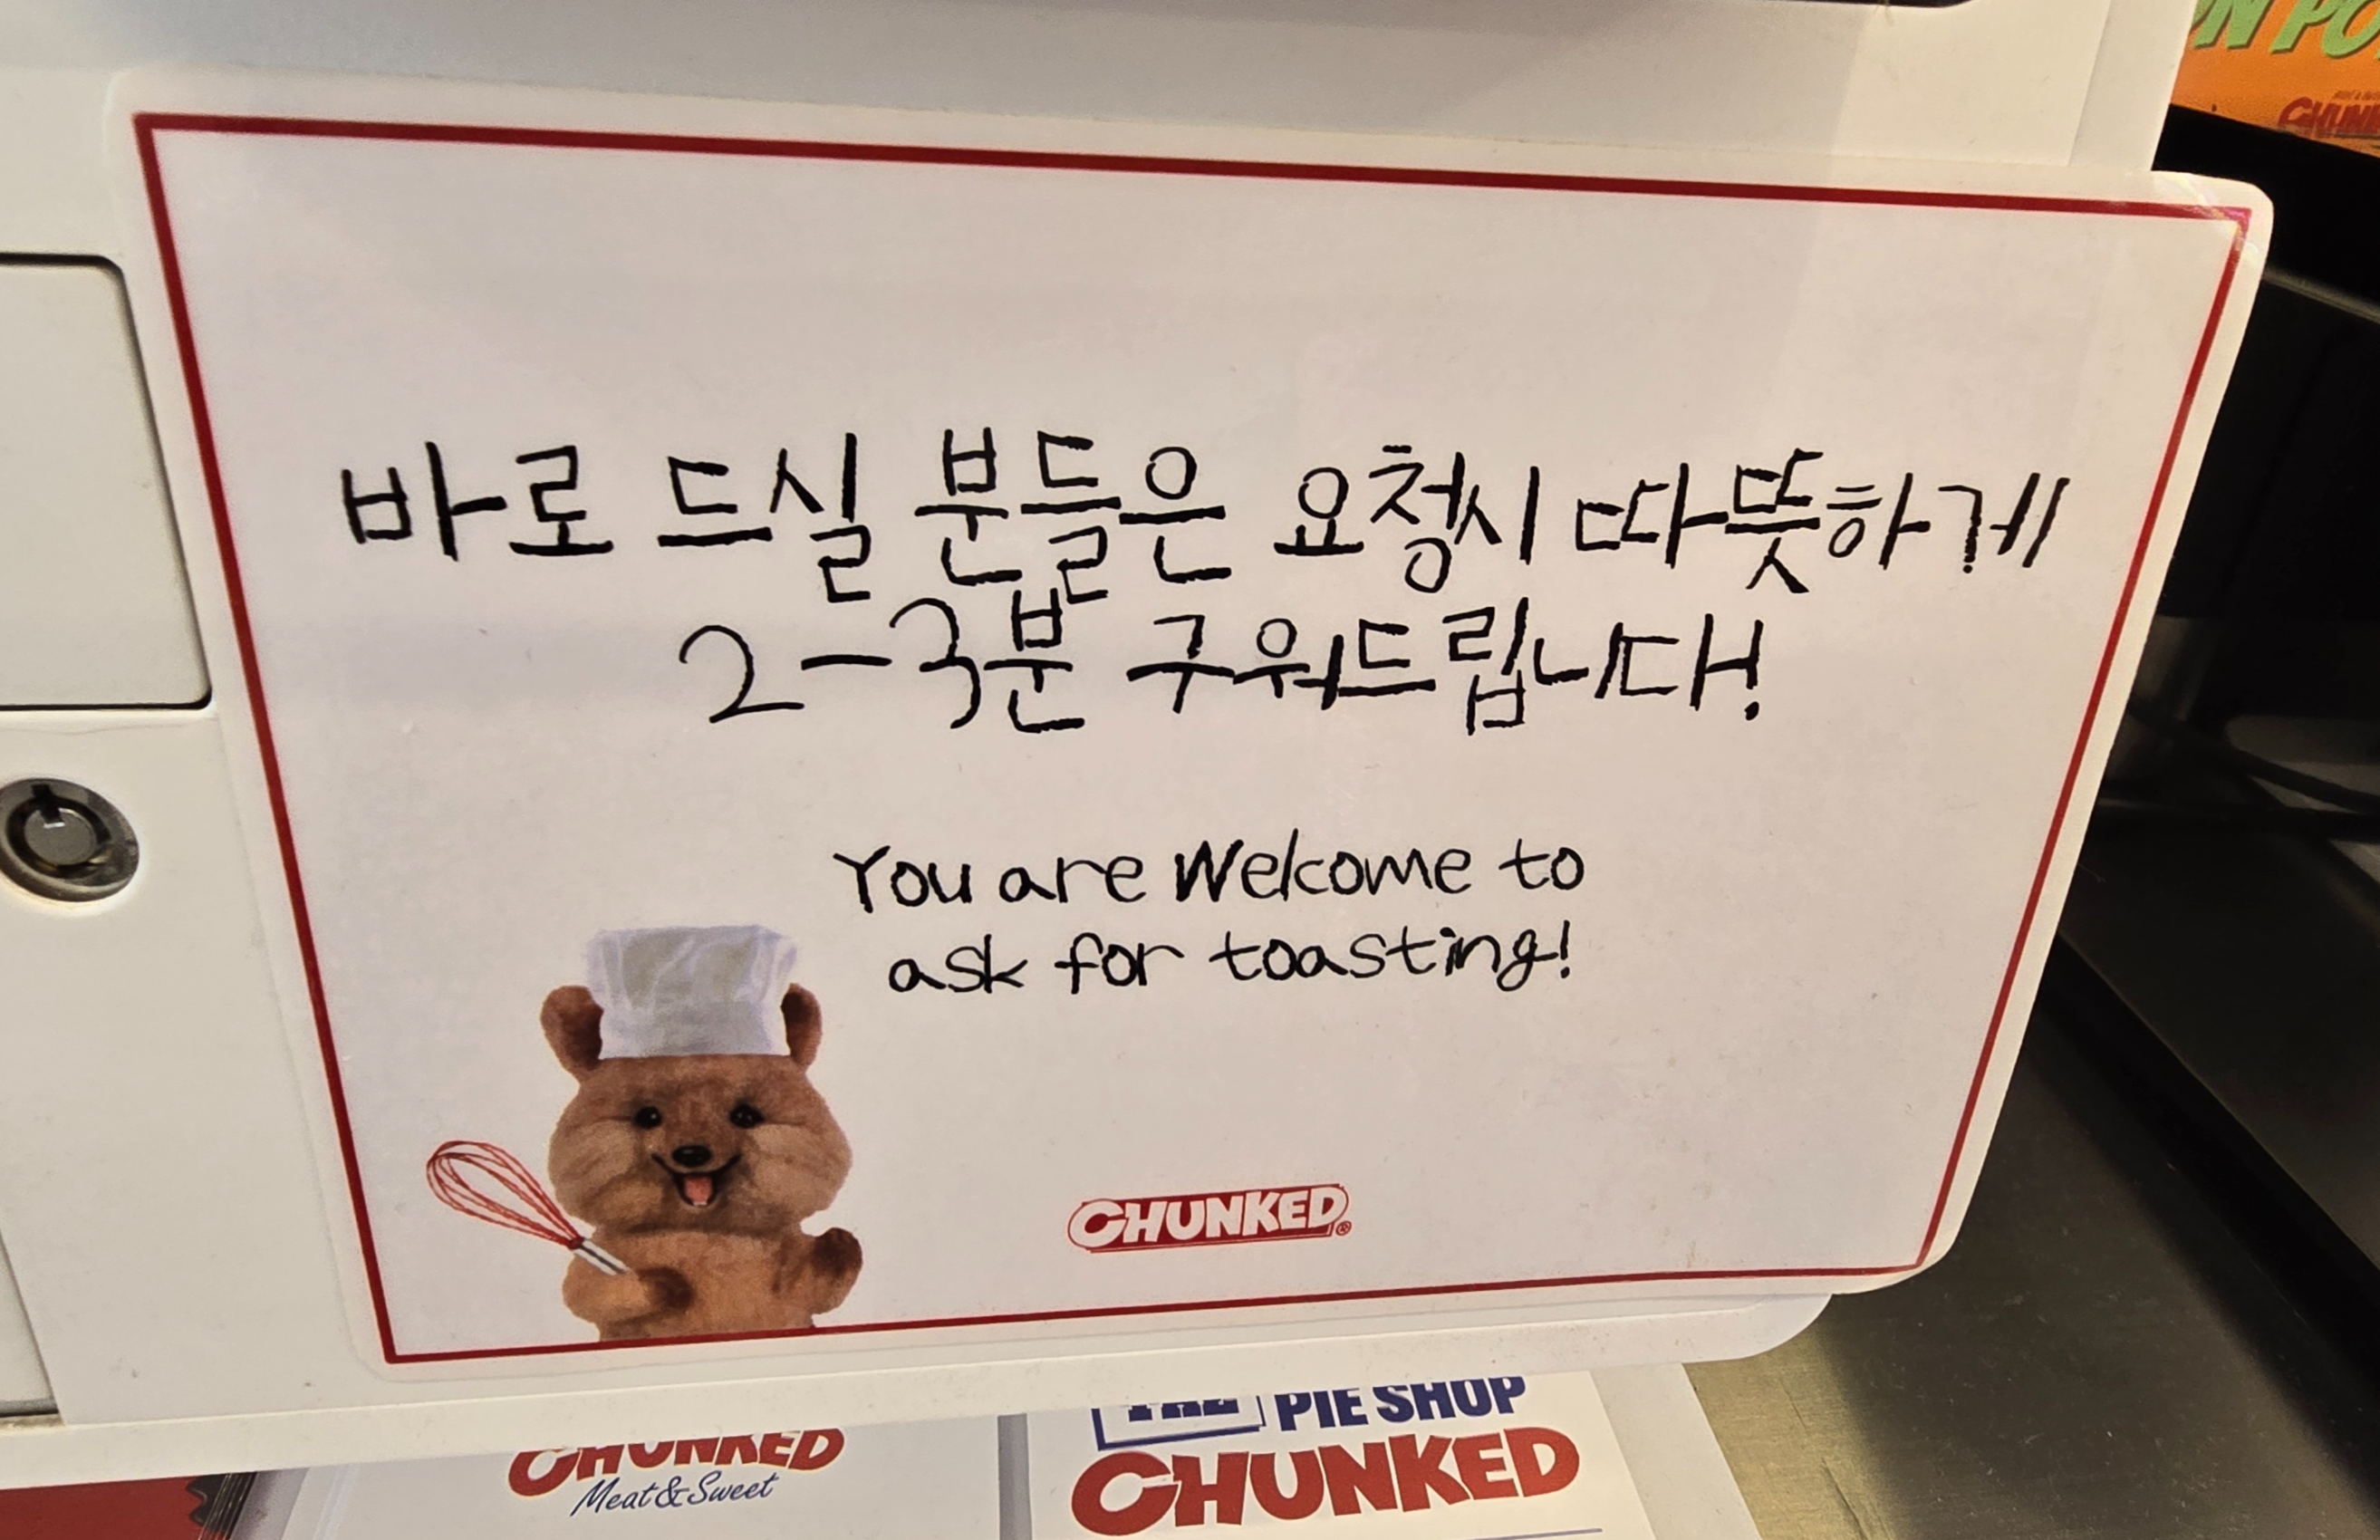 바로 드실 분들은 요청시 따뜻하게
2-3분 구워드립니다!
You are Welcome to
ask for toasting!
CHUNKED
PIE SHOP
CHUNKED
Meat & Sweet
CHUNKED